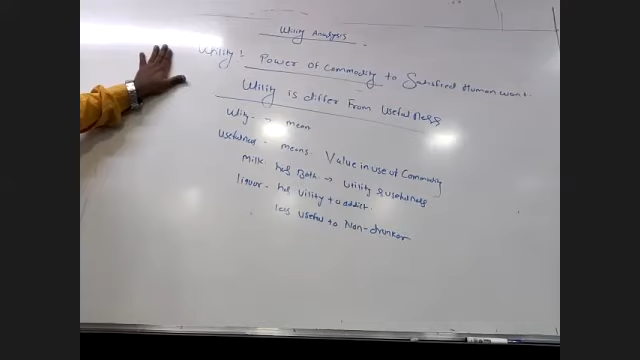 Utility Analysis
Utility: Power of Commodity to Satisfied Human want.
Utility is differ From Usefulness
Utility - mean
Usefulness - means Value in use of Commodity
Milk has Both → Utility & usefulness
liquor - has Utility to addict.
less useful to Non-drunker